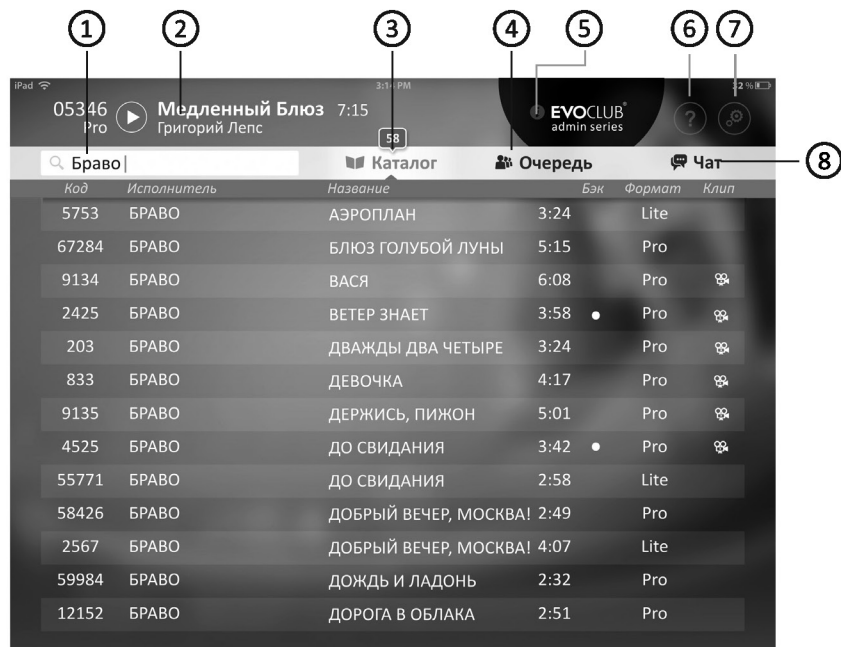 1 2 3 4 5 6 7
iPad 3:14 PM 32 %
05346 Медленный Блюз 7:15
Pro Григорий Лепс
EVOCLUB®
admin series
?
58
Браво Каталог Очередь Чат 8
Код Исполнитель Название Бэк Формат Клип
5753 БРАВО АЭРОПЛАН 3:24 Lite
67284 БРАВО БЛЮЗ ГОЛУБОЙ ЛУНЫ 5:15 Pro
9134 БРАВО ВАСЯ 6:08 Pro
2425 БРАВО ВЕТЕР ЗНАЕТ 3:58 Pro
203 БРАВО ДВАЖДЫ ДВА ЧЕТЫРЕ 3:24 Pro
833 БРАВО ДЕВОЧКА 4:17 Pro
9135 БРАВО ДЕРЖИСЬ, ПИЖОН 5:01 Pro
4525 БРАВО ДО СВИДАНИЯ 3:42 Pro
55771 БРАВО ДО СВИДАНИЯ 2:58 Lite
58426 БРАВО ДОБРЫЙ ВЕЧЕР, МОСКВА! 2:49 Pro
2567 БРАВО ДОБРЫЙ ВЕЧЕР, МОСКВА! 4:07 Lite
59984 БРАВО ДОЖДЬ И ЛАДОНЬ 2:32 Pro
12152 БРАВО ДОРОГА В ОБЛАКА 2:51 Pro